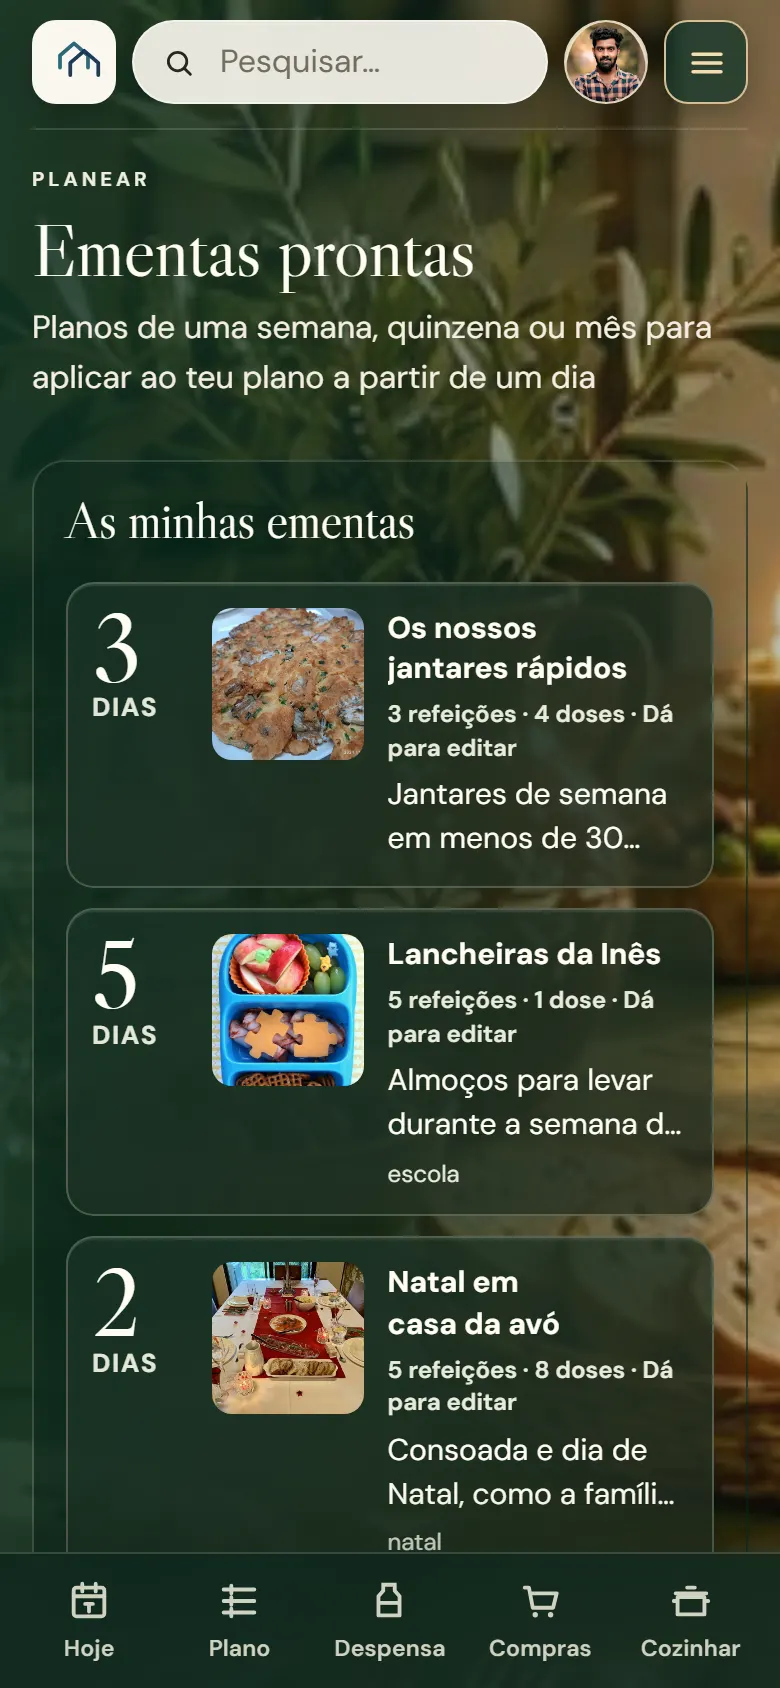 Pesquisar...
PLANEAR
Ementas prontas
Planos de uma semana, quinzena ou mês para
aplicar ao teu plano a partir de um dia
As minhas ementas
3
DIAS
Os nossos
jantares rápidos
3 refeições · 4 doses · Dá
para editar
Jantares de semana
em menos de 30...
5
DIAS
Lancheiras da Inês
5 refeições · 1 dose · Dá
para editar
Almoços para levar
durante a semana d...
escola
2
DIAS
Natal em
casa da avó
5 refeições · 8 doses · Dá
para editar
Consoada e dia de
Natal, como a famíli...
natal
Hoje
Plano
Despensa
Compras
Cozinhar